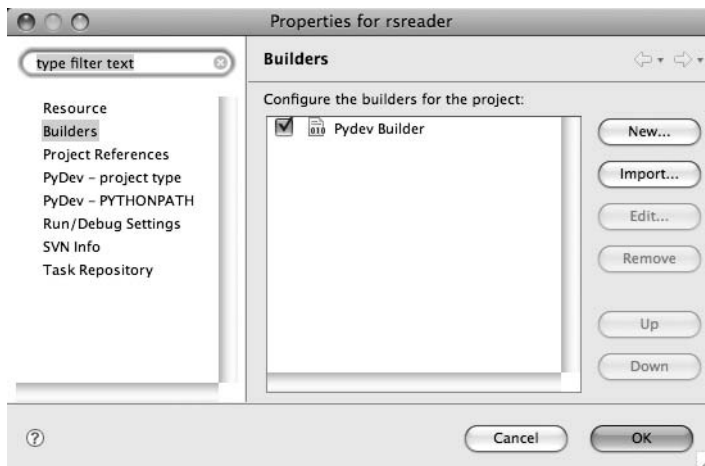 Properties for rsreader
type filter text
Resource
Builders
Project References
PyDev – project type
PyDev – PYTHONPATH
Run/Debug Settings
SVN Info
Task Repository
Builders
Configure the builders for the project:
010 Pydev Builder
New...
Import...
Edit...
Remove
Up
Down
?
Cancel
OK